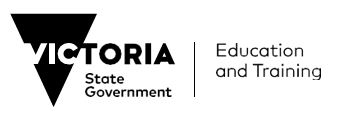 VICTORIA
State
Government
Education
and Training